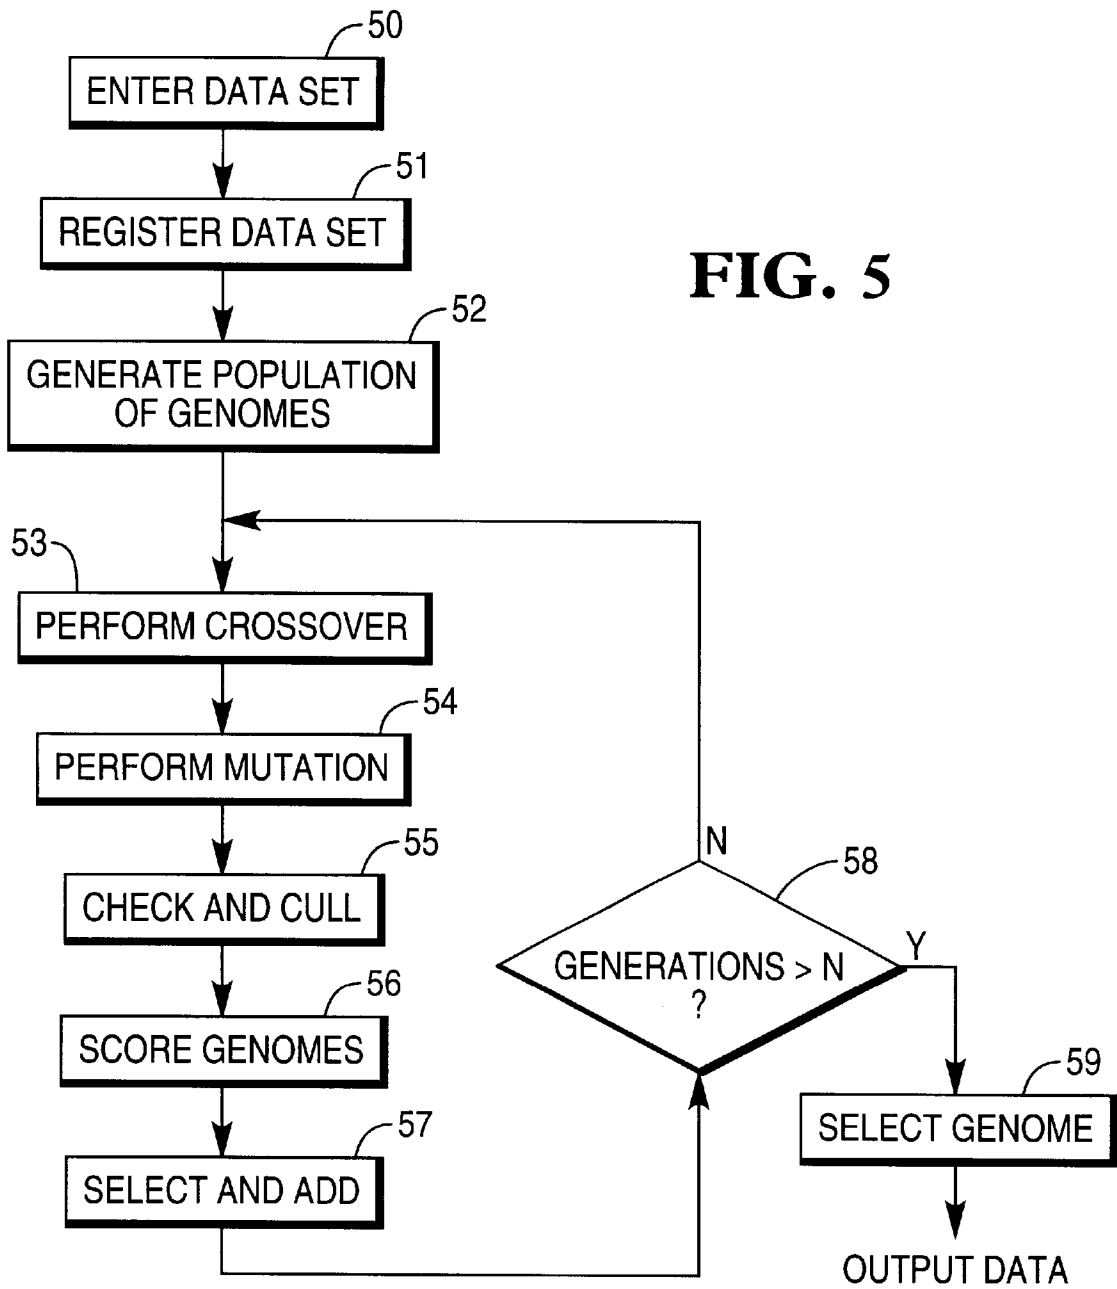 50
ENTER DATA SET
51
REGISTER DATA SET
FIG. 5
52
GENERATE POPULATION
OF GENOMES
53
PERFORM CROSSOVER
54
PERFORM MUTATION
55
CHECK AND CULL
56
SCORE GENOMES
57
SELECT AND ADD
N
58
GENERATIONS > N
?
Y
59
SELECT GENOME
OUTPUT DATA